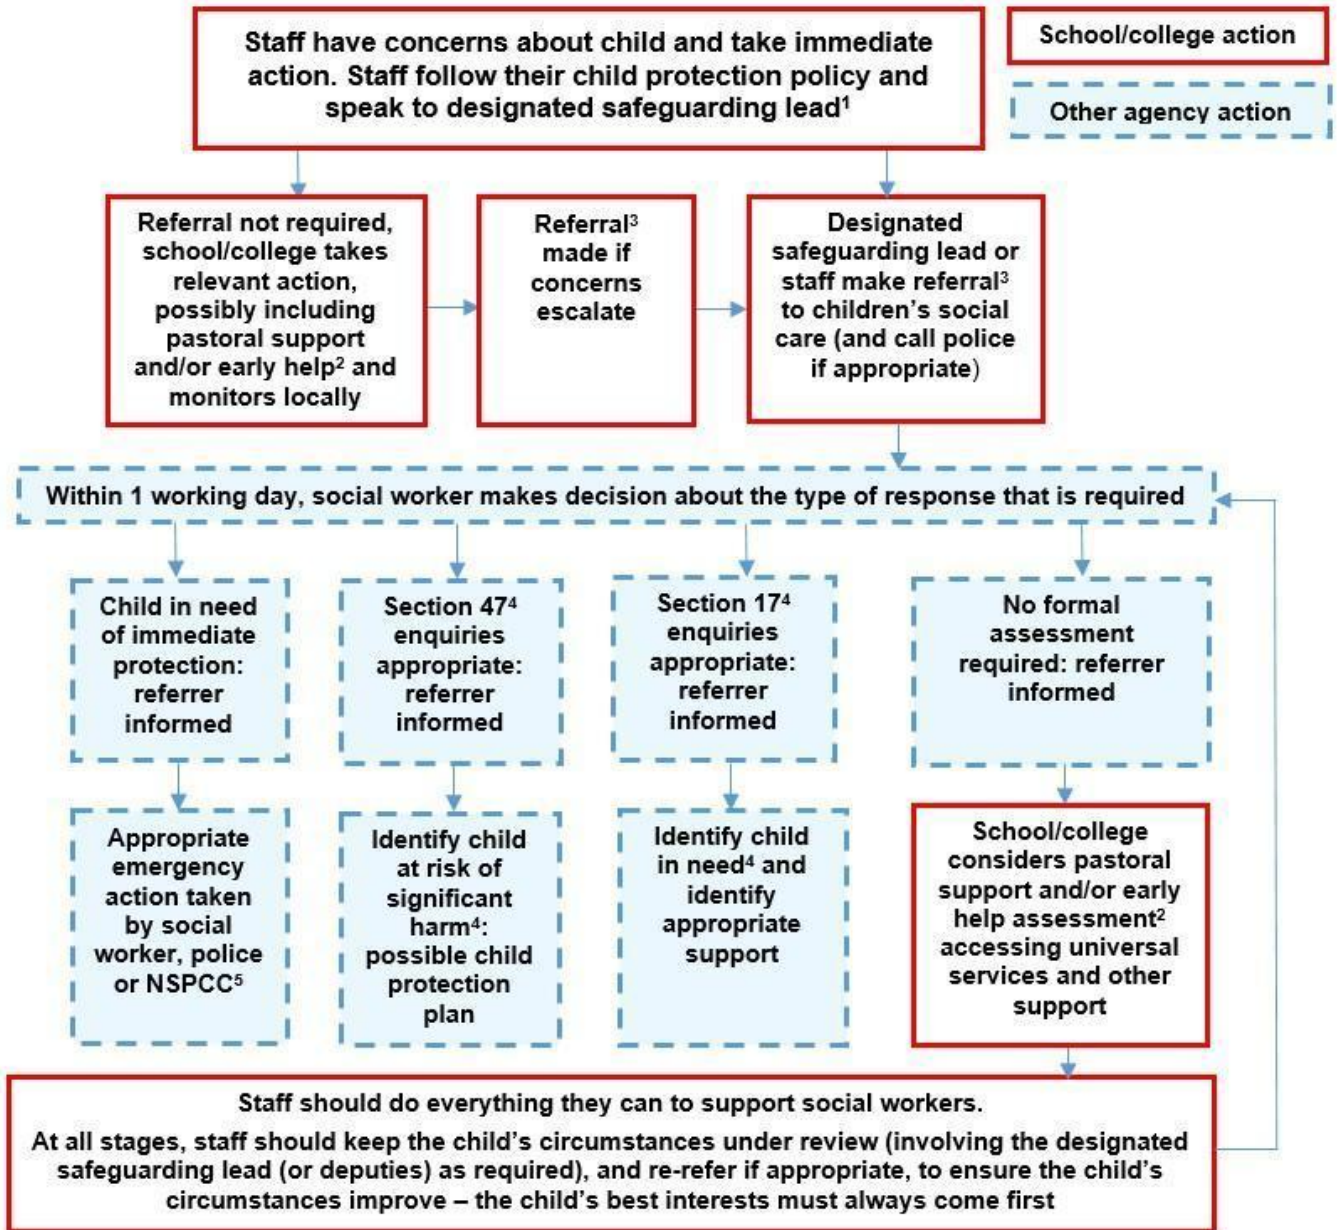 Staff have concerns about child and take immediate
action. Staff follow their child protection policy and
speak to designated safeguarding lead¹
School/college action
Other agency action
Referral not required,
school/college takes
relevant action,
possibly including
pastoral support
and/or early help² and
monitors locally
Referral³
made if
concerns
escalate
Designated
safeguarding lead or
staff make referral³
to children’s social
care (and call police
if appropriate)
Within 1 working day, social worker makes decision about the type of response that is required
Child in need
of immediate
protection:
referrer
informed
Section 47⁴
enquiries
appropriate:
referrer
informed
Section 17⁴
enquiries
appropriate:
referrer
informed
No formal
assessment
required: referrer
informed
Appropriate
emergency
action taken
by social
worker, police
or NSPCC⁵
Identify child
at risk of
significant
harm⁴:
possible child
protection
plan
Identify child
in need⁴ and
identify
appropriate
support
School/college
considers pastoral
support and/or early
help assessment²
accessing universal
services and other
support
Staff should do everything they can to support social workers.
At all stages, staff should keep the child’s circumstances under review (involving the designated
safeguarding lead (or deputies) as required), and re-refer if appropriate, to ensure the child’s
circumstances improve – the child’s best interests must always come first